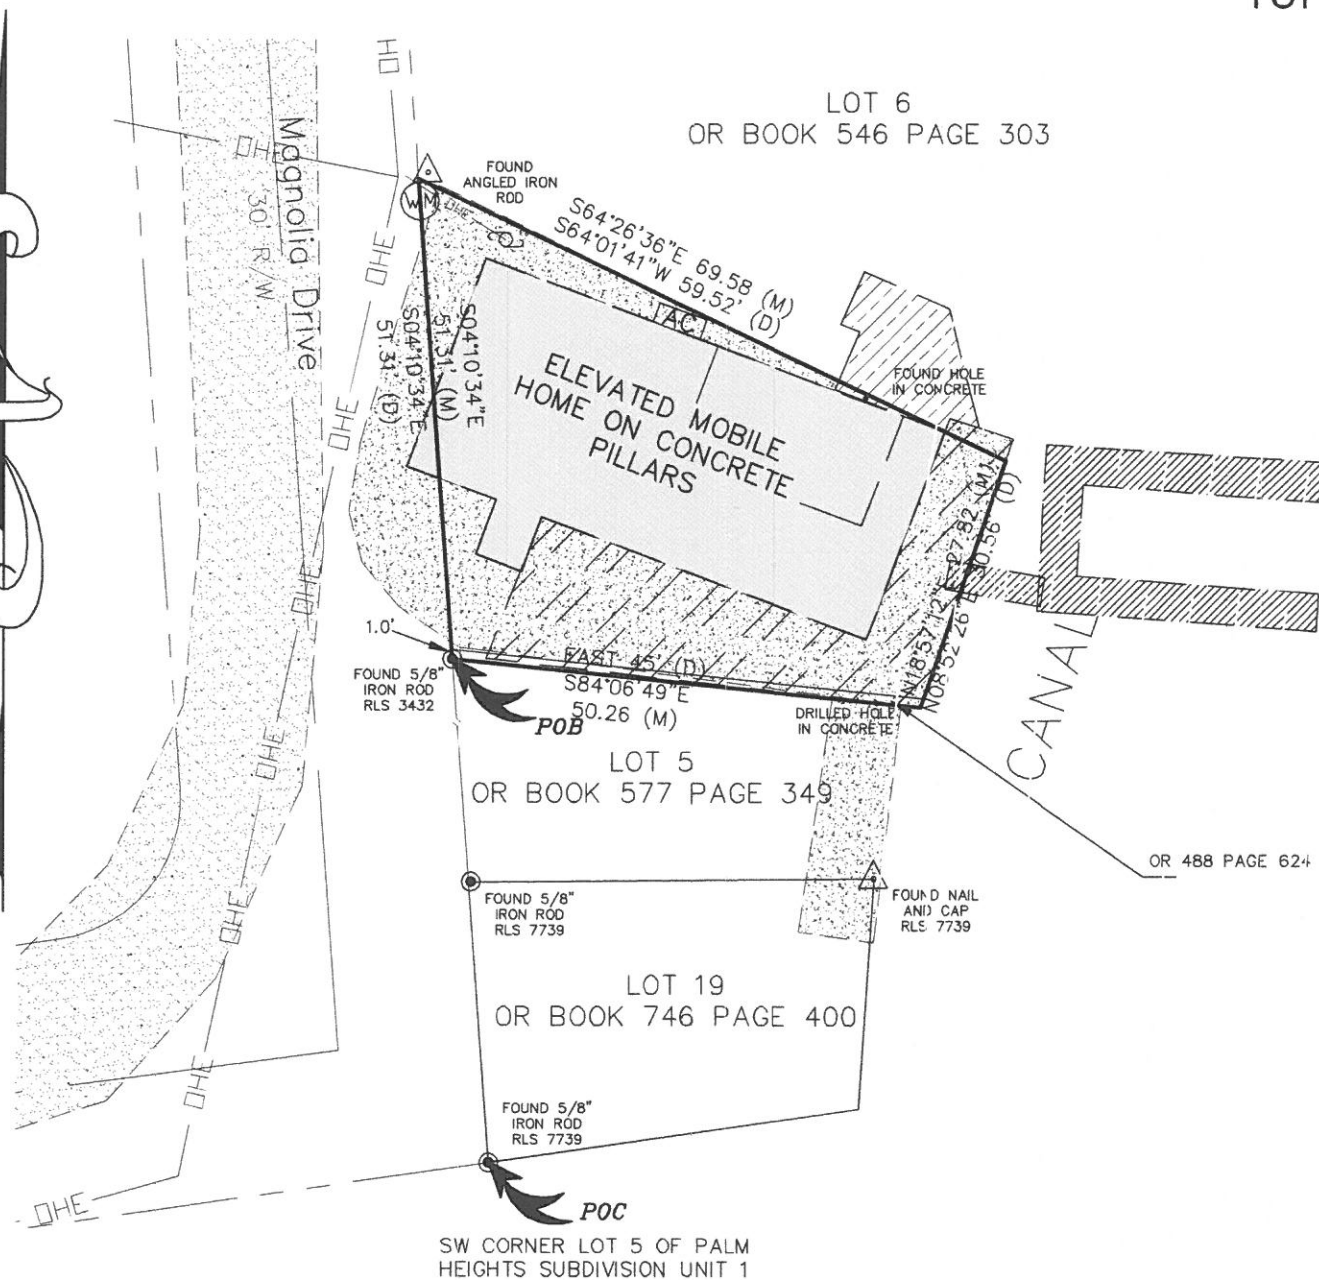 LOT 6
OR BOOK 546 PAGE 303
OHE
OHE
Magnolia Drive
30' R/W
FOUND
ANGLED IRON
ROD
WM
OHE
S64°26'36"E 69.58 (M)
S64°01'41"W 59.52' (D)
OHE
AC
S04°10'34"E
51.31' (M)
S04°10'34"E
51.31' (D)
ELEVATED MOBILE
HOME ON CONCRETE
PILLARS
FOUND HOLE
IN CONCRETE
OHE
N18°57'12"E 27.82 (M)
N08°52'26"E 30.56' (D)
OHE
1.0'
FOUND 5/8"
IRON ROD
RLS 3432
EAST 45' (D)
S84°06'49"E
50.26 (M)
POB
DRILLED HOLE
IN CONCRETE
CANAL
OHE
LOT 5
OR BOOK 577 PAGE 349
OR 488 PAGE 624
OHE
FOUND 5/8"
IRON ROD
RLS 7739
FOUND NAIL
AND CAP
RLS 7739
LOT 19
OR BOOK 746 PAGE 400
OHE
FOUND 5/8"
IRON ROD
RLS 7739
OHE
POC
SW CORNER LOT 5 OF PALM
HEIGHTS SUBDIVISION UNIT 1